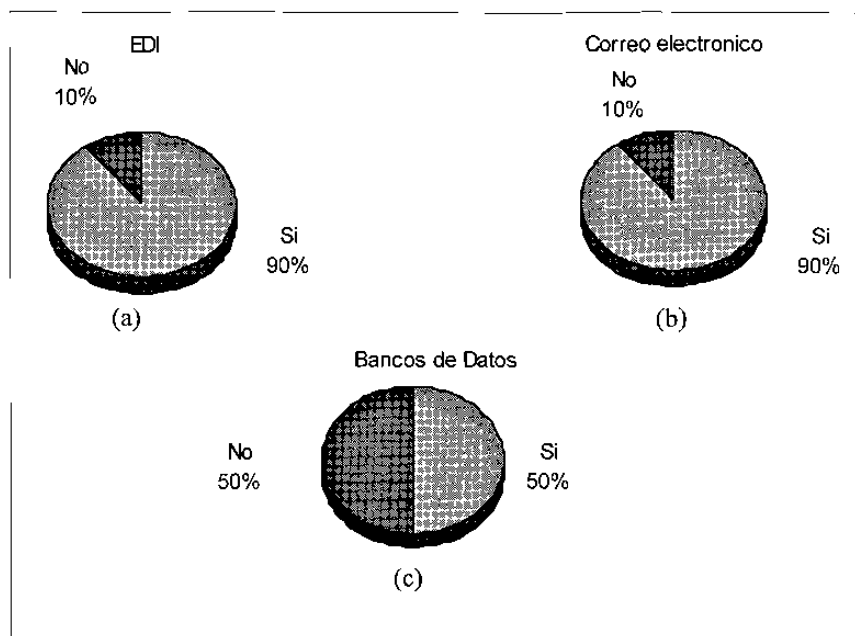 EDI
No
10%
Si
90%
(a)
Correo electronico
No
10%
Si
90%
(b)
Bancos de Datos
No
50%
Si
50%
(c)